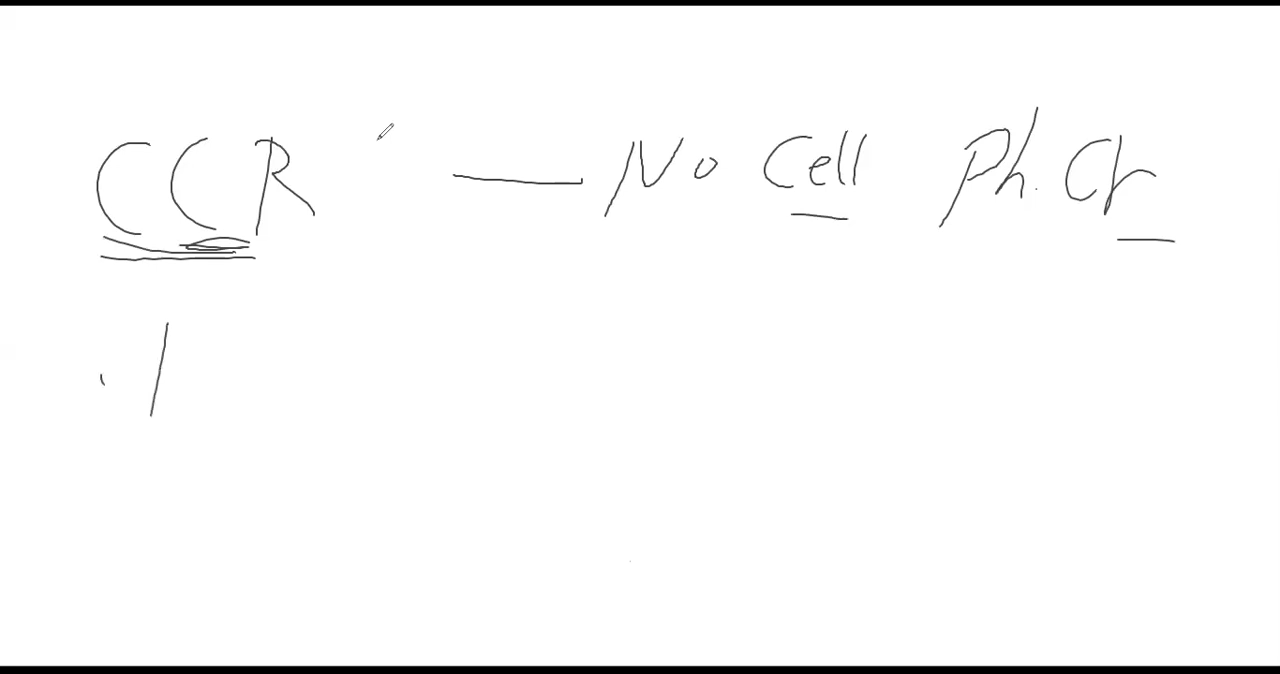 CCR — No Cell Ph. Cr